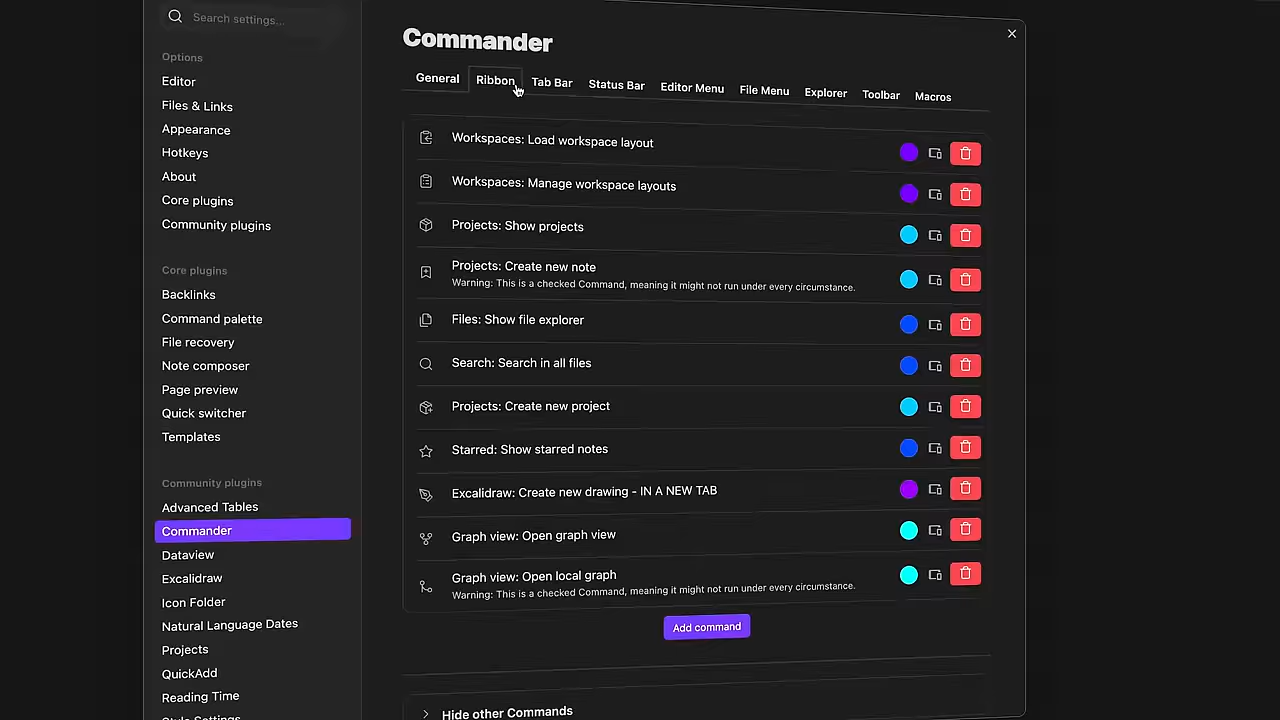 Search settings...
Options
Editor
Files & Links
Appearance
Hotkeys
About
Core plugins
Community plugins
Core plugins
Backlinks
Command palette
File recovery
Note composer
Page preview
Quick switcher
Templates
Community plugins
Advanced Tables
Commander
Dataview
Excalidraw
Icon Folder
Natural Language Dates
Projects
QuickAdd
Reading Time
Style Settings
Commander
General Ribbon Tab Bar Status Bar Editor Menu File Menu Explorer Toolbar Macros
Workspaces: Load workspace layout
Workspaces: Manage workspace layouts
Projects: Show projects
Projects: Create new note
Warning: This is a checked Command, meaning it might not run under every circumstance.
Files: Show file explorer
Search: Search in all files
Projects: Create new project
Starred: Show starred notes
Excalidraw: Create new drawing - IN A NEW TAB
Graph view: Open graph view
Graph view: Open local graph
Warning: This is a checked Command, meaning it might not run under every circumstance.
Add command
Hide other Commands